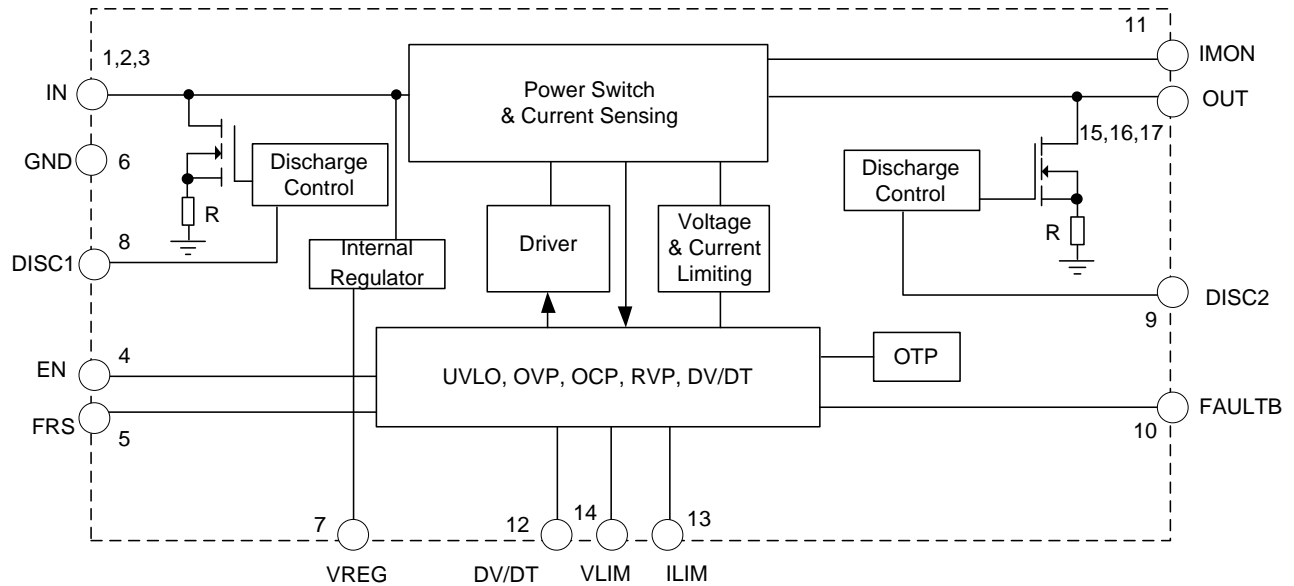 11
1,2,3
IMON
IN
Power Switch
& Current Sensing
OUT
15,16,17
GND
6
Discharge
Control
Discharge
Control
R
Driver
Voltage
& Current
Limiting
R
8
DISC1
Internal
Regulator
DISC2
9
4
EN
UVLO, OVP, OCP, RVP, DV/DT
OTP
FRS
5
FAULTB
10
7
12
14
13
VREG
DV/DT
VLIM
ILIM